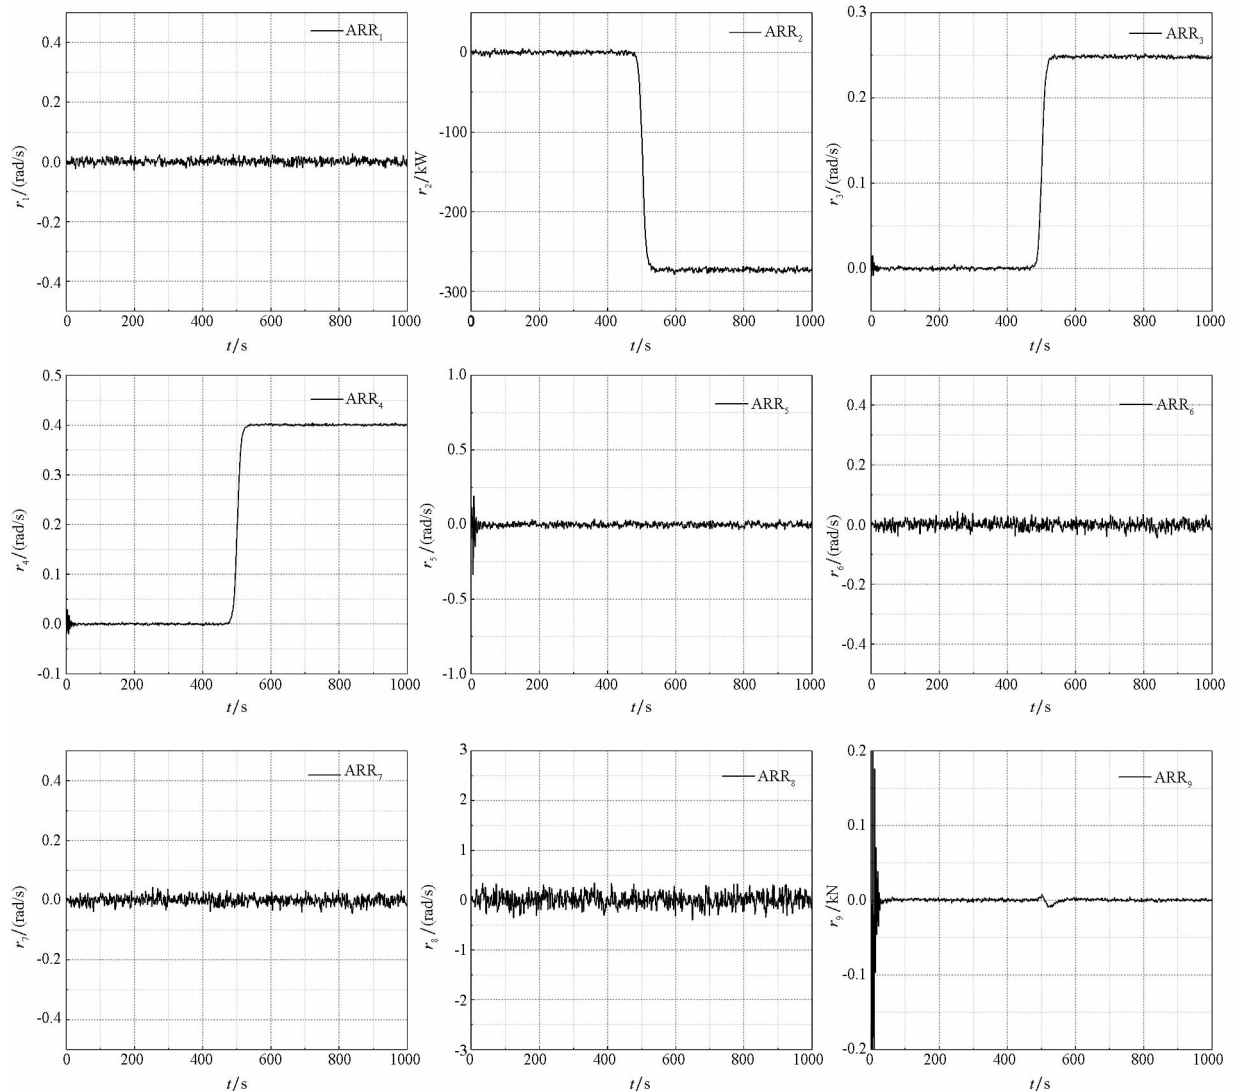 ARR₁
r₁/(rad/s)
0.4
0.2
0.0
-0.2
-0.4
0 200 400 600 800 1000
t/s
ARR₂
r₂/kW
0
-100
-200
-300
0 200 400 600 800 1000
t/s
ARR₃
r₃/(rad/s)
0.3
0.2
0.1
0.0
0 200 400 600 800 1000
t/s
ARR₄
r₄/(rad/s)
0.5
0.4
0.3
0.2
0.1
0.0
-0.1
0 200 400 600 800 1000
t/s
ARR₅
r₅/(rad/s)
1.0
0.5
0.0
-0.5
-1.0
0 200 400 600 800 1000
t/s
ARR₆
r₆/(rad/s)
0.4
0.2
0.0
-0.2
-0.4
0 200 400 600 800 1000
t/s
ARR₇
r₇/(rad/s)
0.4
0.2
0.0
-0.2
-0.4
0 200 400 600 800 1000
t/s
ARR₈
r₈/(rad/s)
3
2
1
0
-1
-2
-3
0 200 400 600 800 1000
t/s
ARR₉
r₉/kN
0.2
0.1
0.0
-0.1
-0.2
0 200 400 600 800 1000
t/s